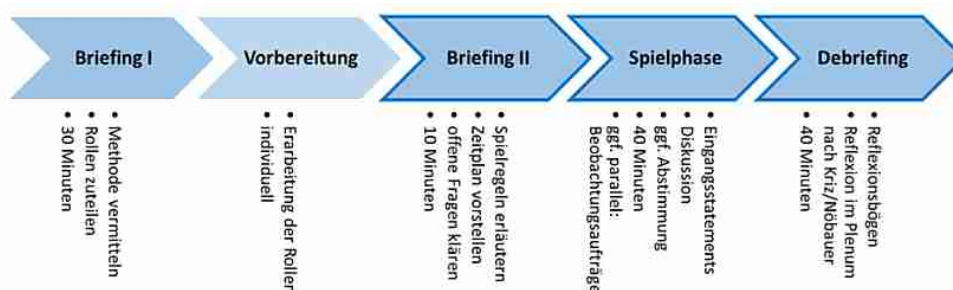 Briefing I
Vorbereitung
Briefing II
Spielphase
Debriefing
• Methode vermitteln
• Rollen zuteilen
• 30 Minuten
• Erarbeitung der Rollen
• individuell
• Spielregeln erläutern
• Zeitplan vorstellen
• offene Fragen klären
• 10 Minuten
• Eingangsstatements
• Diskussion
• ggf. Abstimmung
• 40 Minuten
• ggf. parallel:
Beobachtungsaufträge
• Reflexionsbögen
• Reflexion im Plenum
nach Kriz/Nöbauer
• 40 Minuten